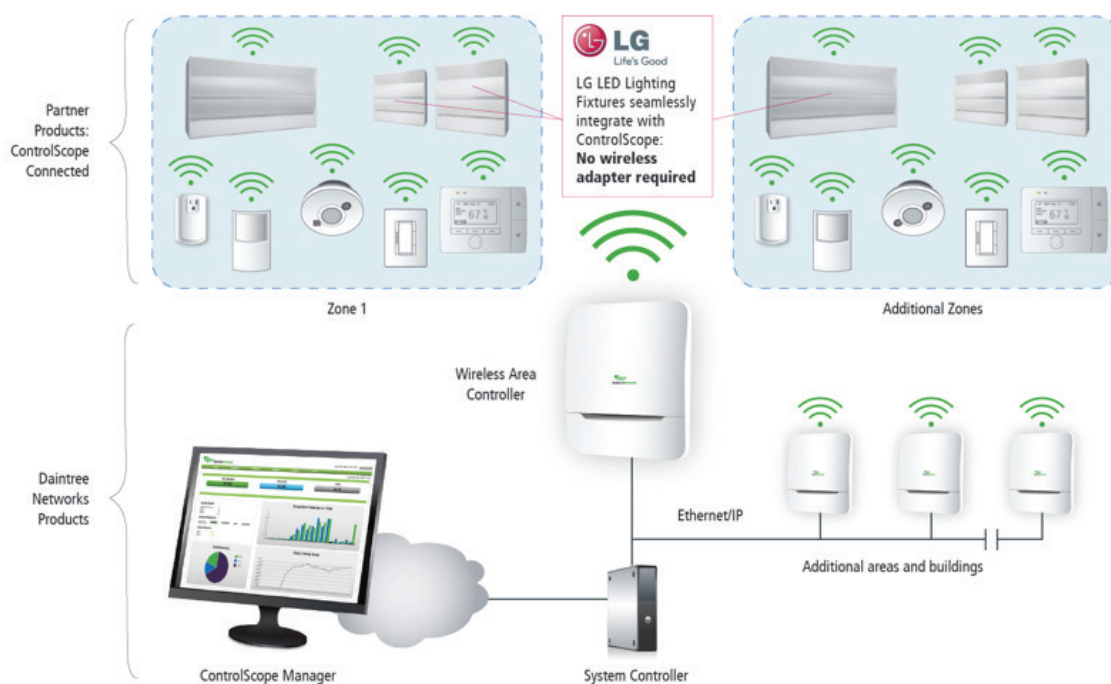 LG
Life's Good
LG LED Lighting
Fixtures seamlessly
integrate with
ControlScope:
No wireless
adapter required
Partner
Products:
ControlScope
Connected
67
67
Zone 1
Additional Zones
Wireless Area
Controller
Daintree
Networks
Products
Ethernet/IP
Additional areas and buildings
ControlScope Manager
System Controller